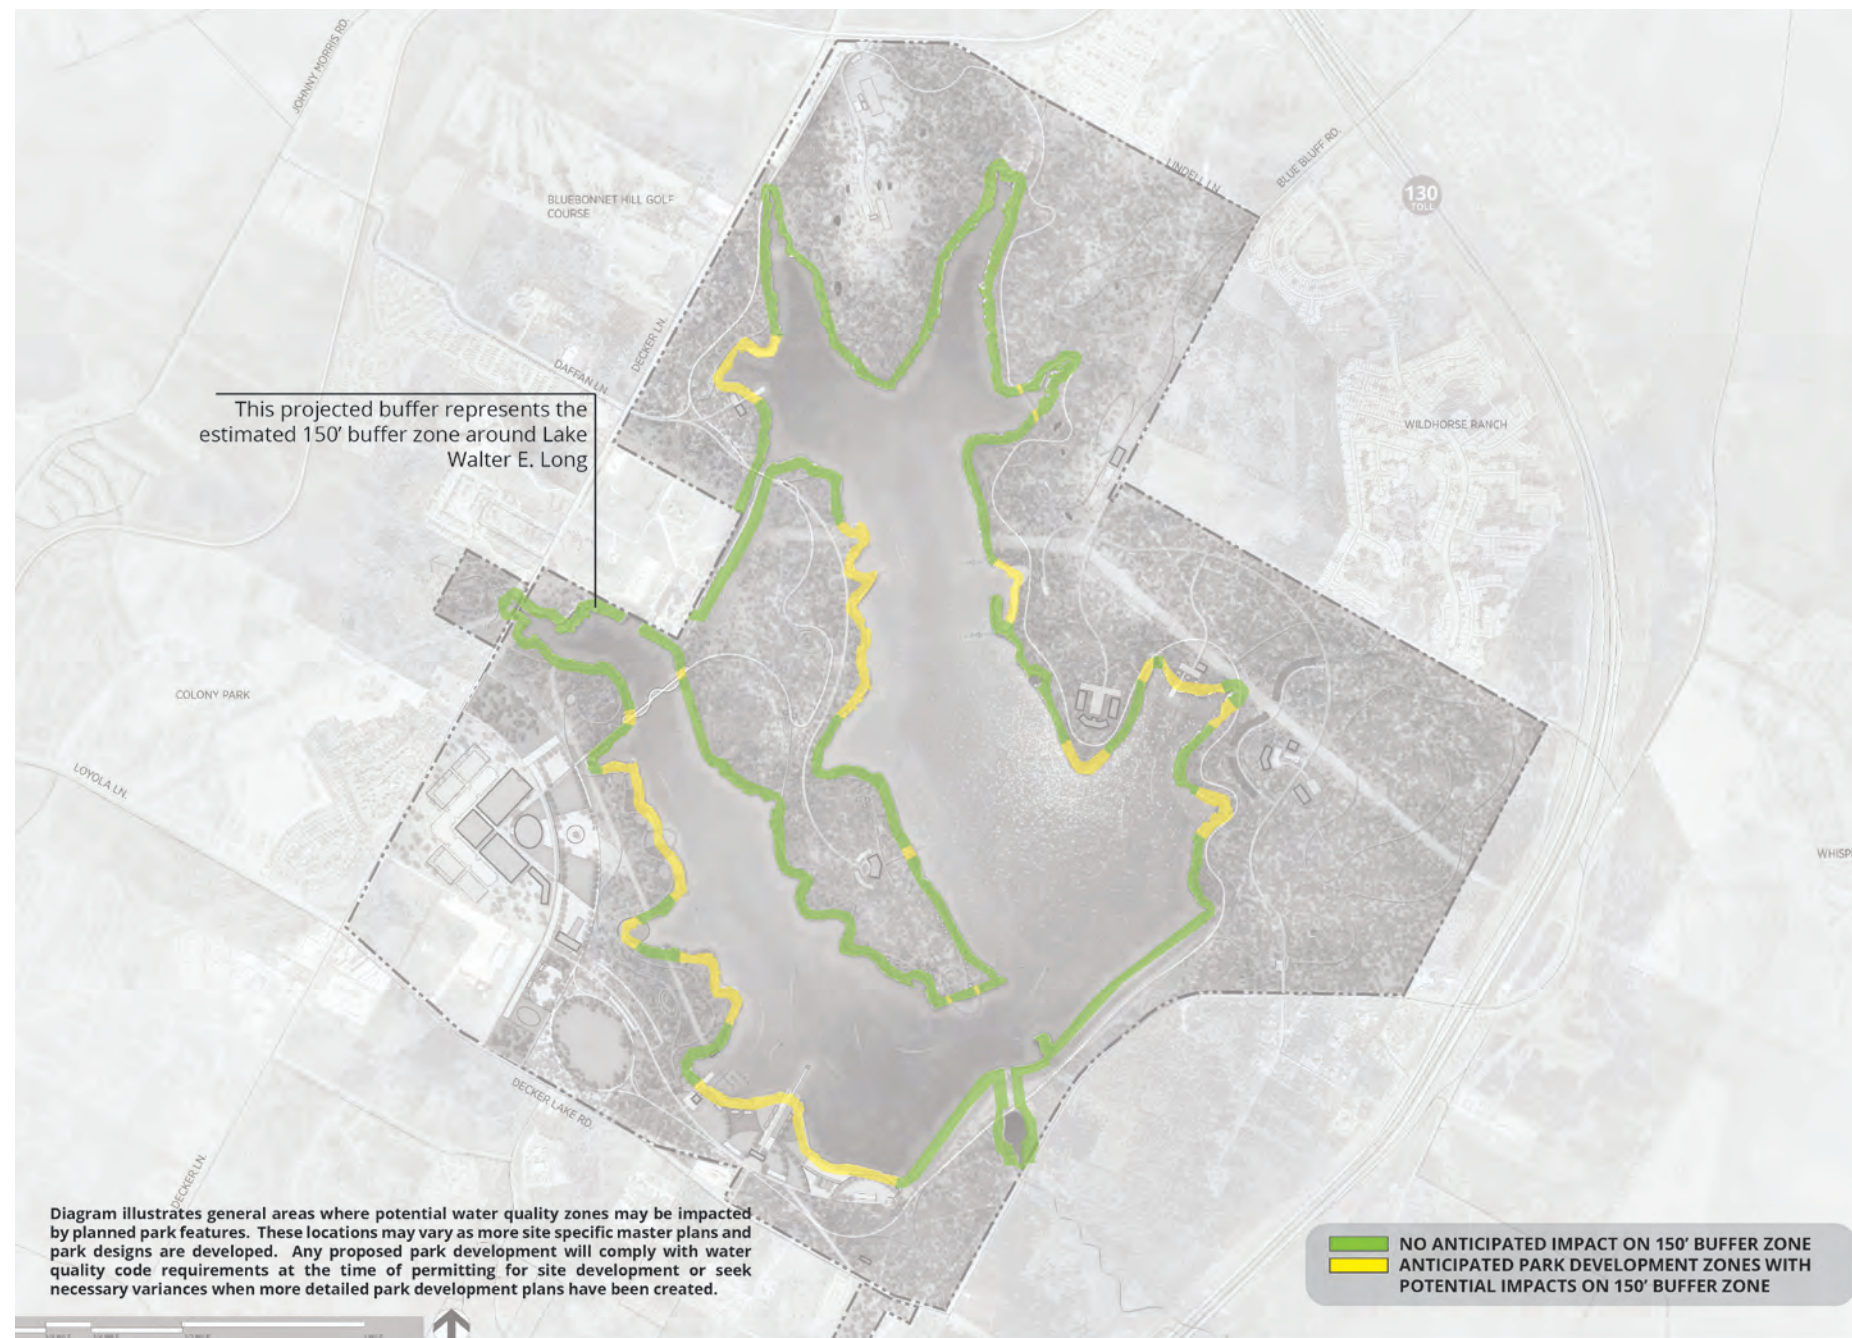 JOHNNY MORRIS RD.
LINDELL LN.
BLUE BLUFF RD.
130
TOLL
BLUEBONNET HILL GOLF
COURSE
DECKER LN.
DAFFAN LN.
This projected buffer represents the
estimated 150' buffer zone around Lake
Walter E. Long
WILDHORSE RANCH
COLONY PARK
LOYOLA LN.
WHISP
DECKER LAKE RD.
DECKER LN.
Diagram illustrates general areas where potential water quality zones may be impacted
by planned park features. These locations may vary as more site specific master plans and
park designs are developed. Any proposed park development will comply with water
quality code requirements at the time of permitting for site development or seek
necessary variances when more detailed park development plans have been created.
NO ANTICIPATED IMPACT ON 150' BUFFER ZONE
ANTICIPATED PARK DEVELOPMENT ZONES WITH
POTENTIAL IMPACTS ON 150' BUFFER ZONE